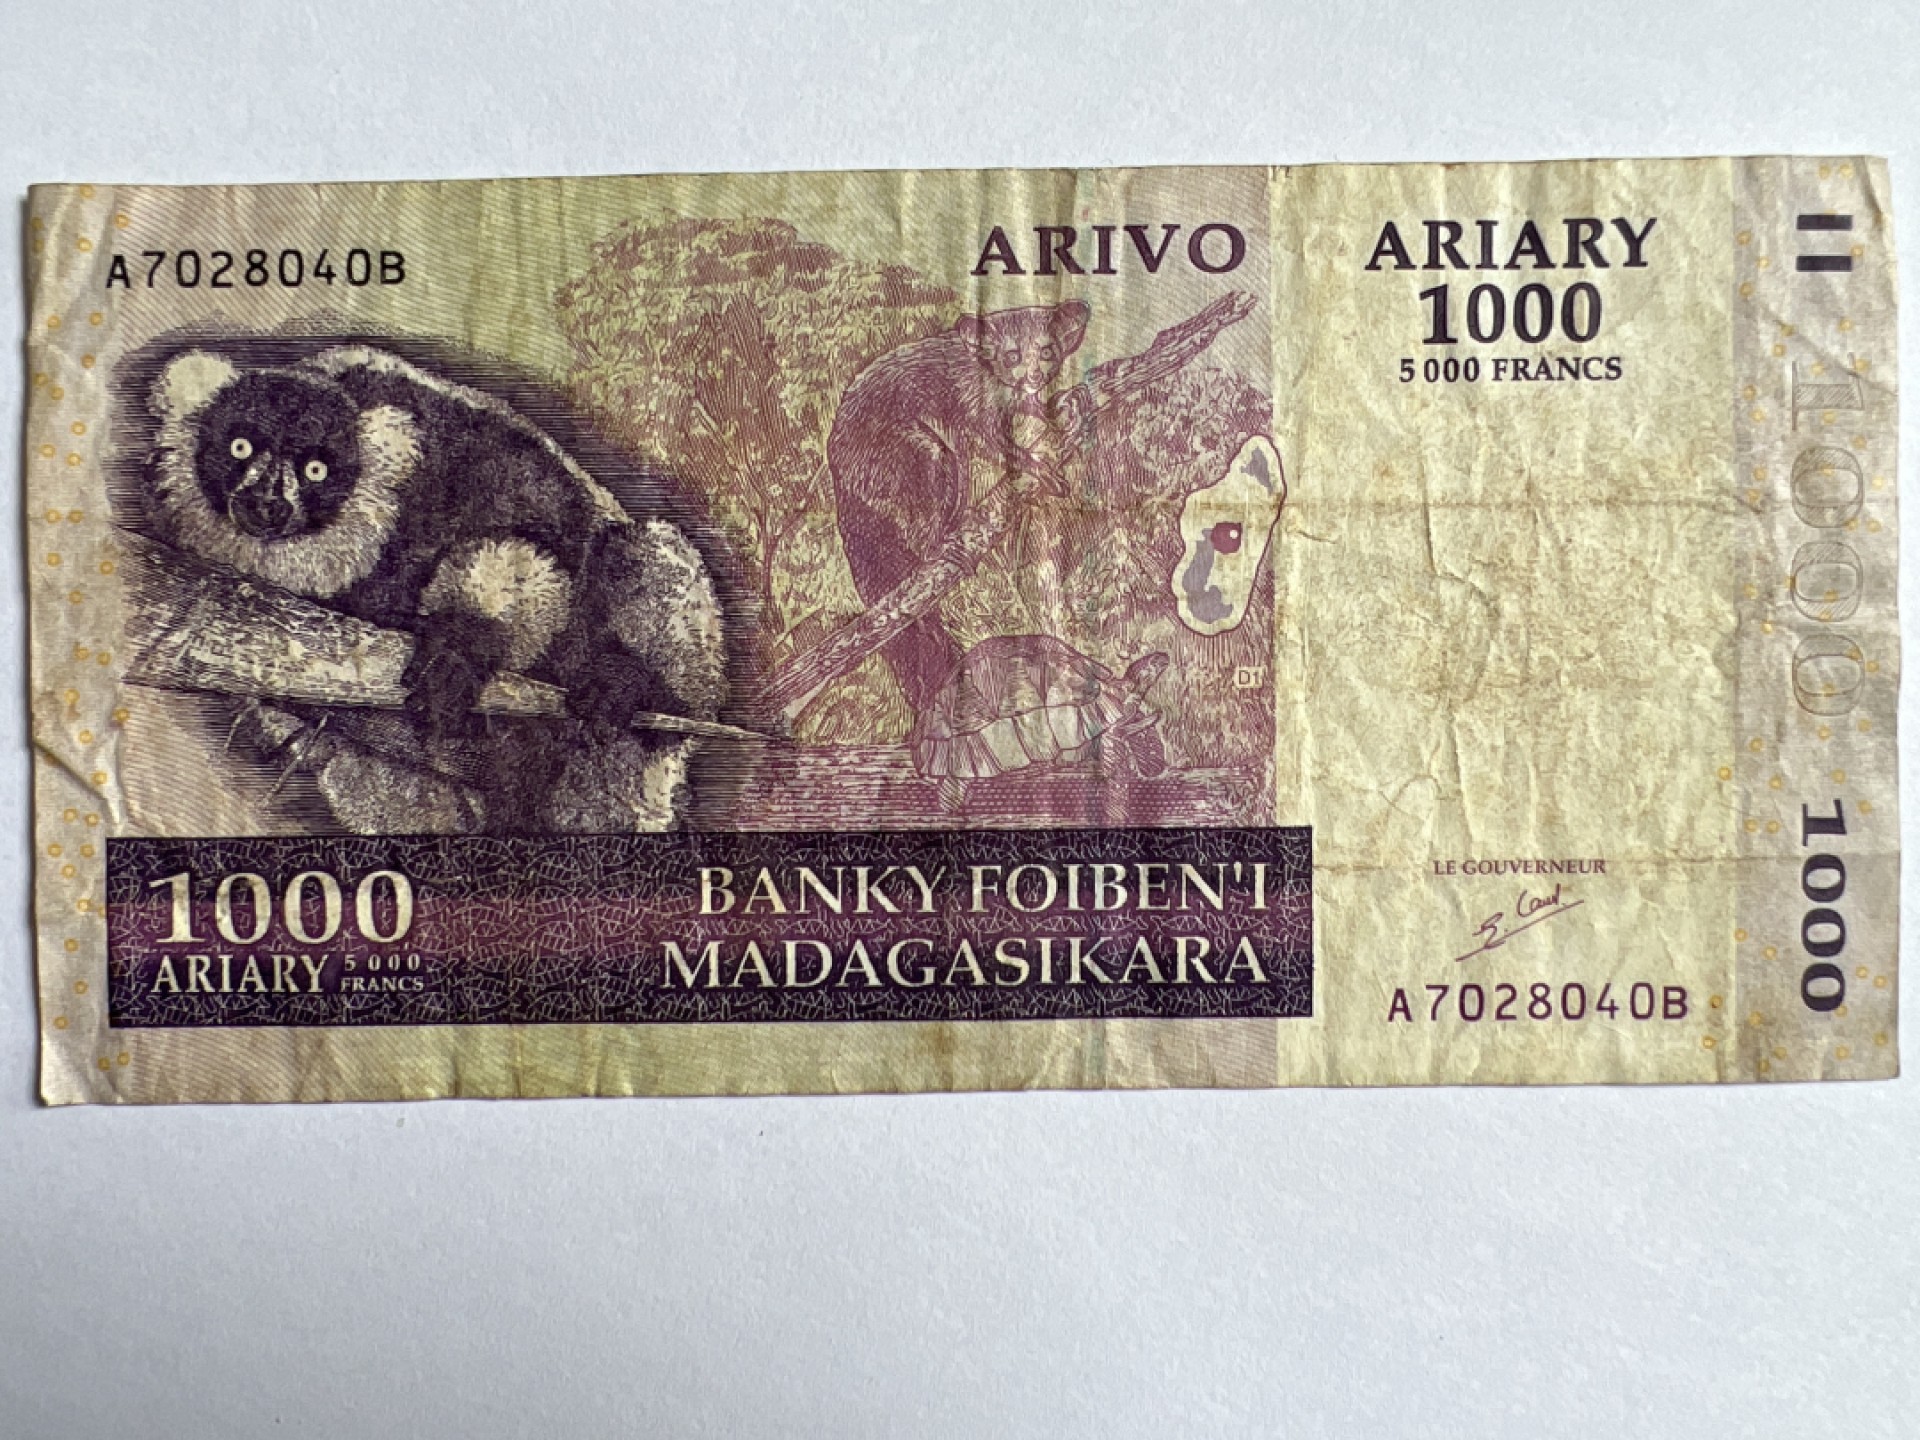 A7028040B
ARIVO
ARIARY
1000
5 000 FRANCS
1000
D1
1000
LE GOUVERNEUR
A7028040B
1000
ARIARY 5 000 FRANCS
BANKY FOIBEN'I
MADAGASIKARA